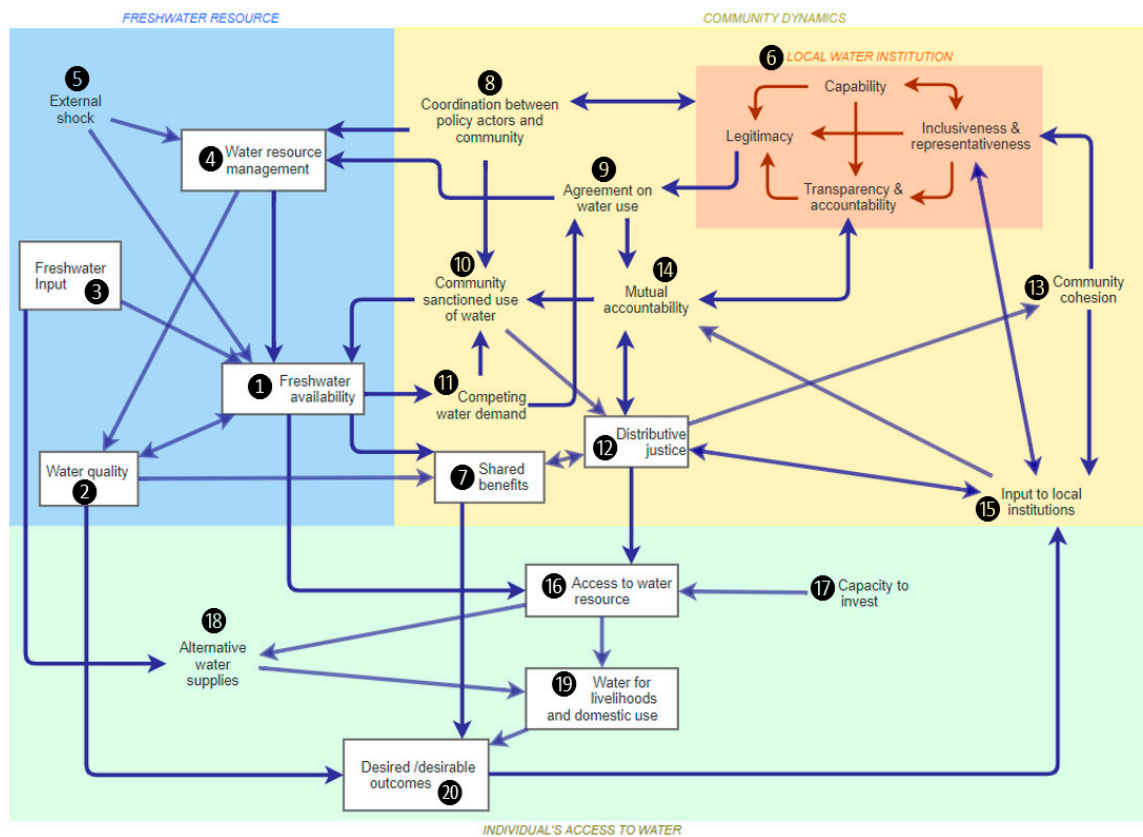 FRESHWATER RESOURCE
COMMUNITY DYNAMICS
5
External
shock
4
Water resource
management
Freshwater
Input
3
1
Freshwater
availability
Water quality
2
8
Coordination between
policy actors and
community
6
LOCAL WATER INSTITUTION
Capability
Legitimacy
Inclusiveness &
representativeness
Transparency &
accountability
9
Agreement on
water use
10
Community
sanctioned use
of water
14
Mutual
accountability
13
Community
cohesion
11
Competing
water demand
12
Distributive
justice
7
Shared
benefits
15
Input to local
institutions
16
Access to water
resource
17
Capacity to
invest
18
Alternative
water
supplies
19
Water for
livelihoods
and domestic use
Desired /desirable
outcomes
20
INDIVIDUAL'S ACCESS TO WATER